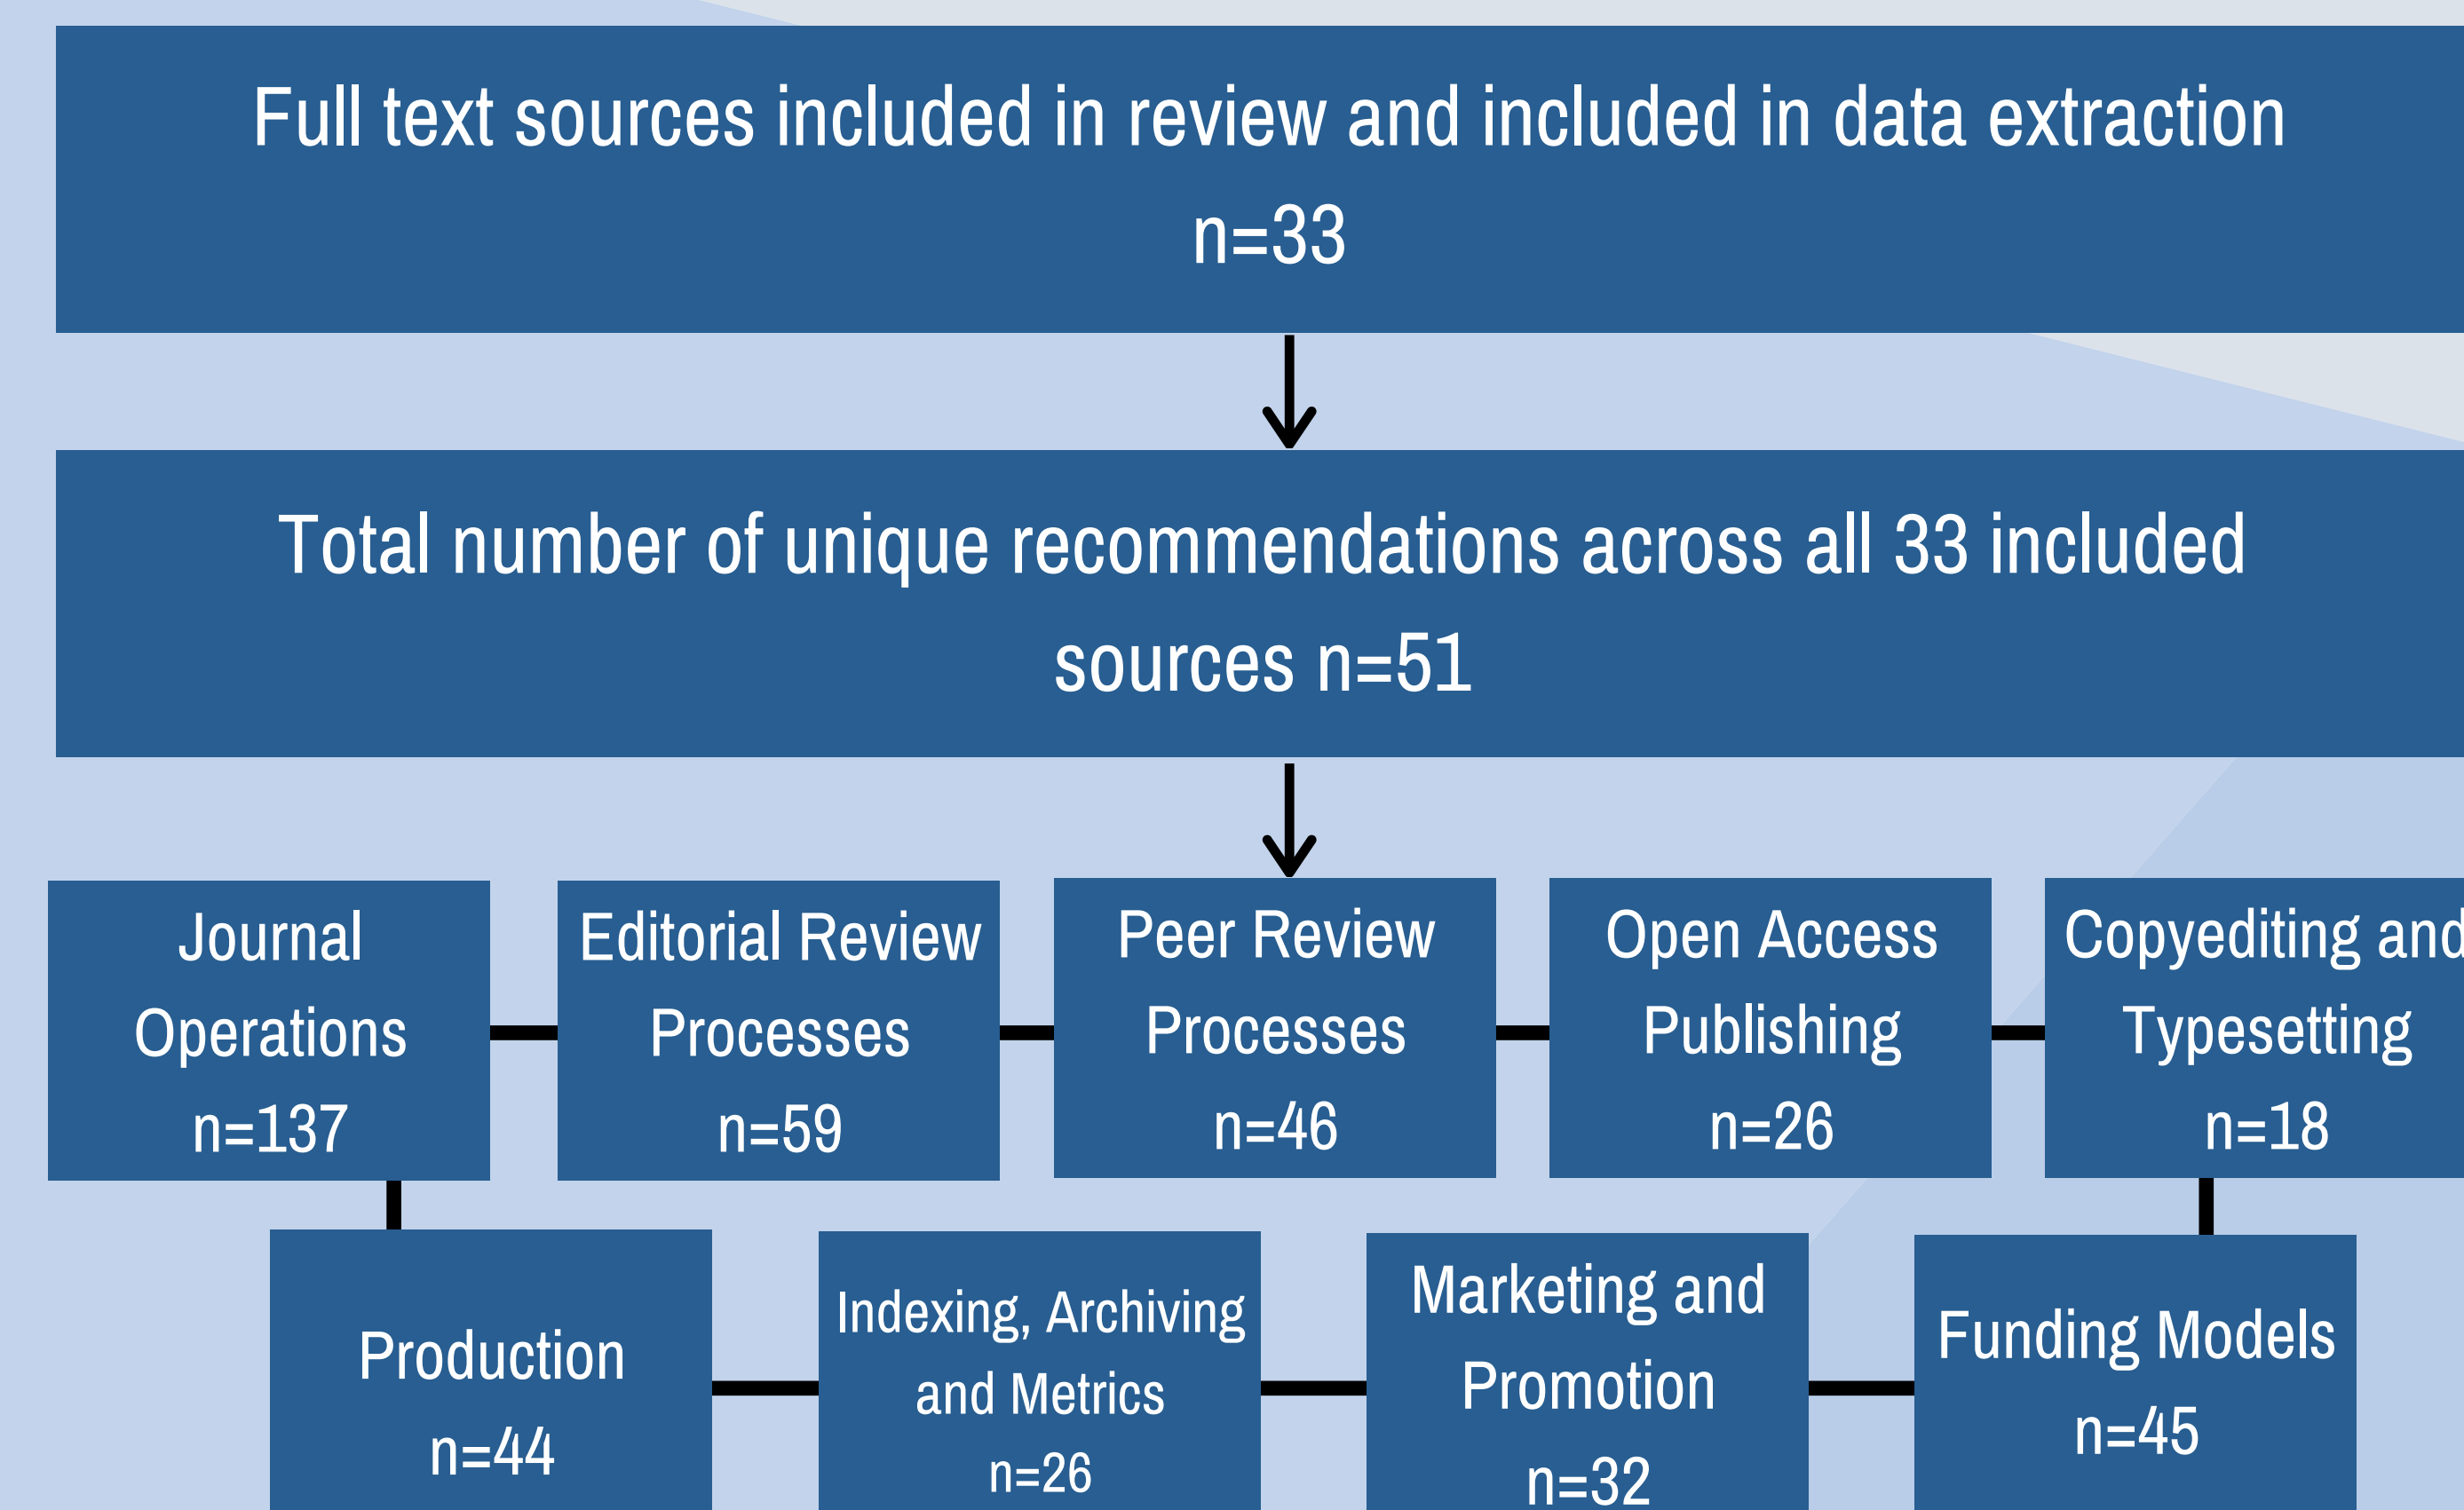 Full text sources included in review and included in data extraction
n=33
Total number of unique recommendations across all 33 included
sources n=51
Journal
Operations
n=137
Editorial Review
Processes
n=59
Peer Review
Processes
n=46
Open Access
Publishing
n=26
Copyediting and
Typesetting
n=18
Production
n=44
Indexing, Archiving
and Metrics
n=26
Marketing and
Promotion
n=32
Funding Models
n=45